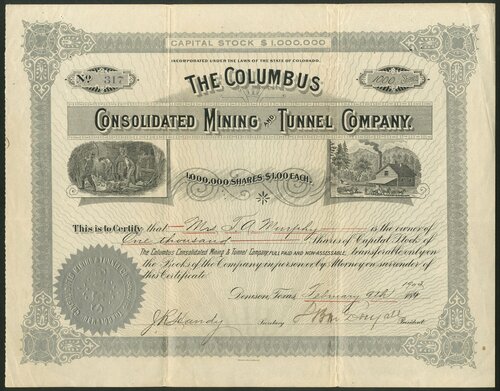 CAPITAL STOCK $1,000,000
INCORPORATED UNDER THE LAWS OF THE STATE OF COLORADO.
No 317
THE COLUMBUS
1000 Shares
CONSOLIDATED MINING AND TUNNEL COMPANY.
1,000,000 SHARES, $1.00 EACH.
This is to Certify that Mrs. T. A. Murphy is the owner of
One thousand Shares of Capital Stock of
The Columbus Consolidated Mining & Tunnel Company, FULL PAID AND NON-ASSESSABLE, transferable only on
the Books of the Company in person or by Attorney on surrender of
this Certificate.
Denison Texas, February 9th
Secretary
President